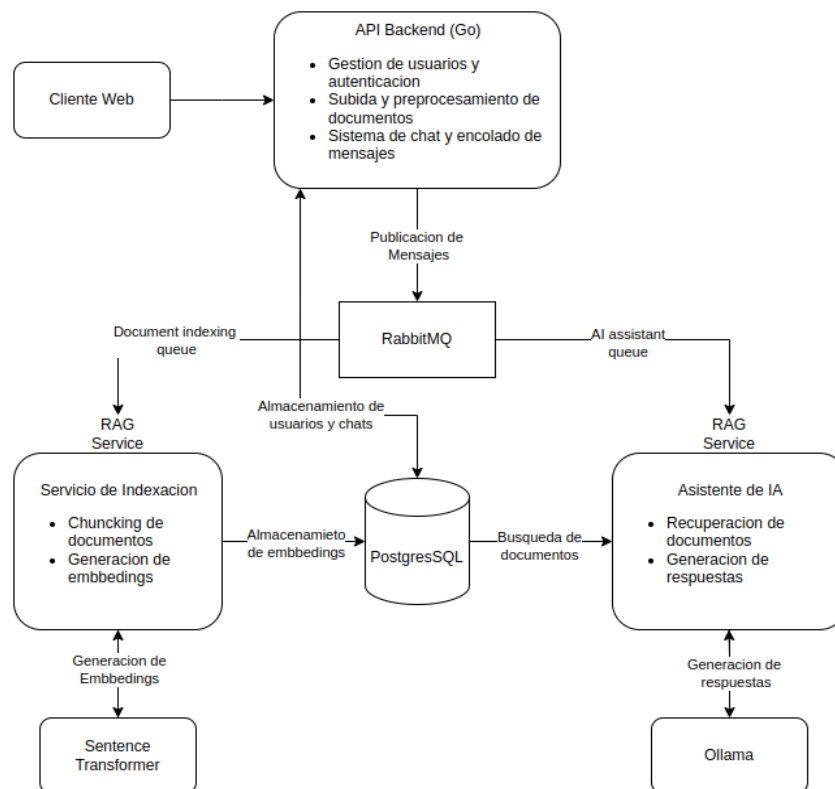 API Backend (Go)
Gestion de usuarios y
autenticacion
Subida y preprocesamiento de
documentos
Sistema de chat y encolado de
mensajes
Cliente Web
Publicacion de
Mensajes
RabbitMQ
Document indexing
queue
AI assistant
queue
Almacenamiento de
usuarios y chats
RAG
Service
Servicio de Indexacion
Chuncking de
documentos
Generacion de
embbedings
Almacenamieto
de embbedings
PostgresSQL
Busqueda de
documentos
RAG
Service
Asistente de IA
Recuperacion de
documentos
Generacion de
respuestas
Generacion de
Embbedings
Sentence
Transformer
Generacion de
respuestas
Ollama